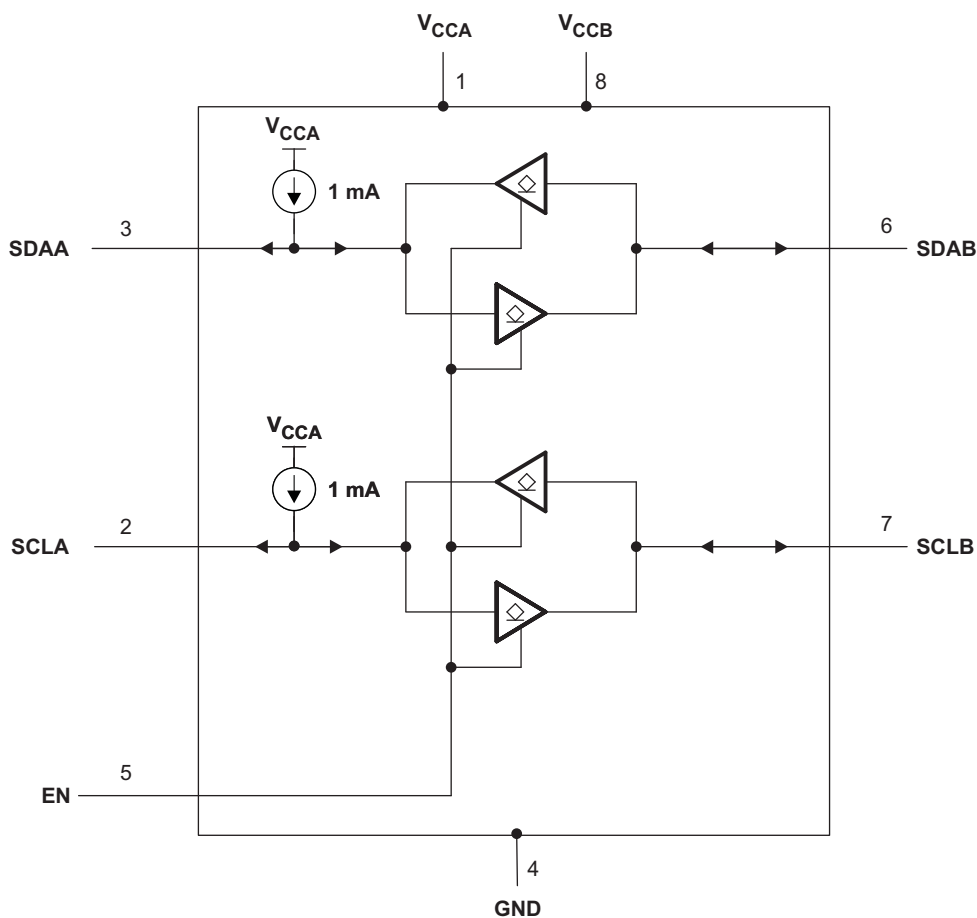 VCCA
VCCB
1
8
VCCA
1 mA
3
6
SDAA
SDAB
VCCA
1 mA
2
7
SCLA
SCLB
5
EN
4
GND